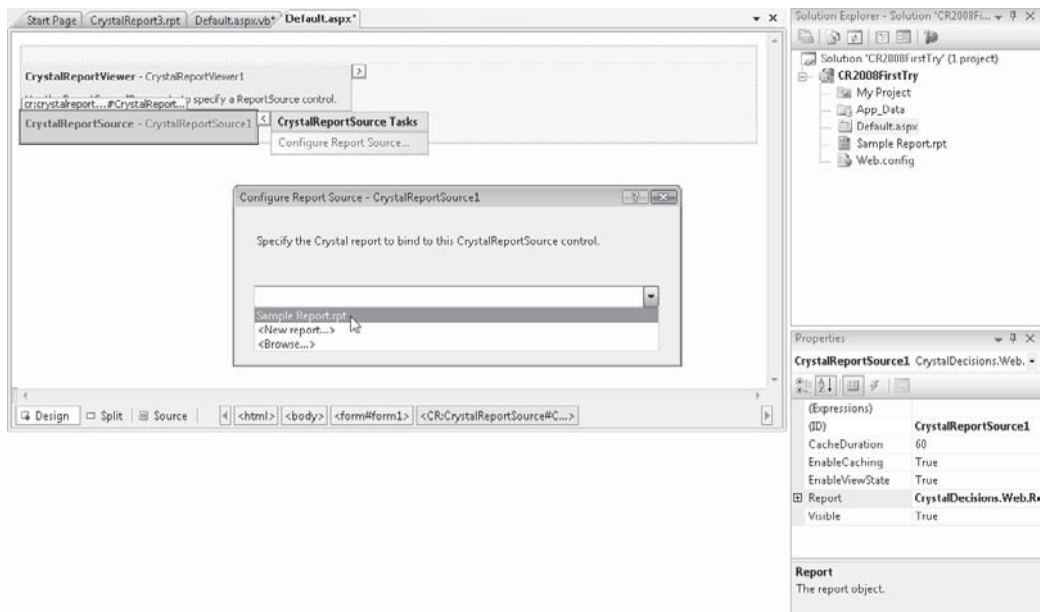 Start Page CrystalReport3.rpt Default.aspx.vb* Default.aspx*
CrystalReportViewer - CrystalReportViewer1
to specify a ReportSource control.
cr:crystalreport...#CrystalReport...
CrystalReportSource - CrystalReportSource1
CrystalReportSource Tasks
Configure Report Source...
Configure Report Source - CrystalReportSource1
Specify the Crystal report to bind to this CrystalReportSource control.
Sample Report.rpt
<New report...>
<Browse...>
Design Split Source <html> <body> <form#form1> <CR:CrystalReportSource#C...>
Solution Explorer - Solution 'CR2008Fi...
Solution 'CR2008FirstTry' (1 project)
CR2008FirstTry
My Project
App_Data
Default.aspx
Sample Report.rpt
Web.config
Properties
CrystalReportSource1 CrystalDecisions.Web.
(Expressions)
(ID) CrystalReportSource1
CacheDuration 60
EnableCaching True
EnableViewState True
Report CrystalDecisions.Web.R
Visible True
Report
The report object.